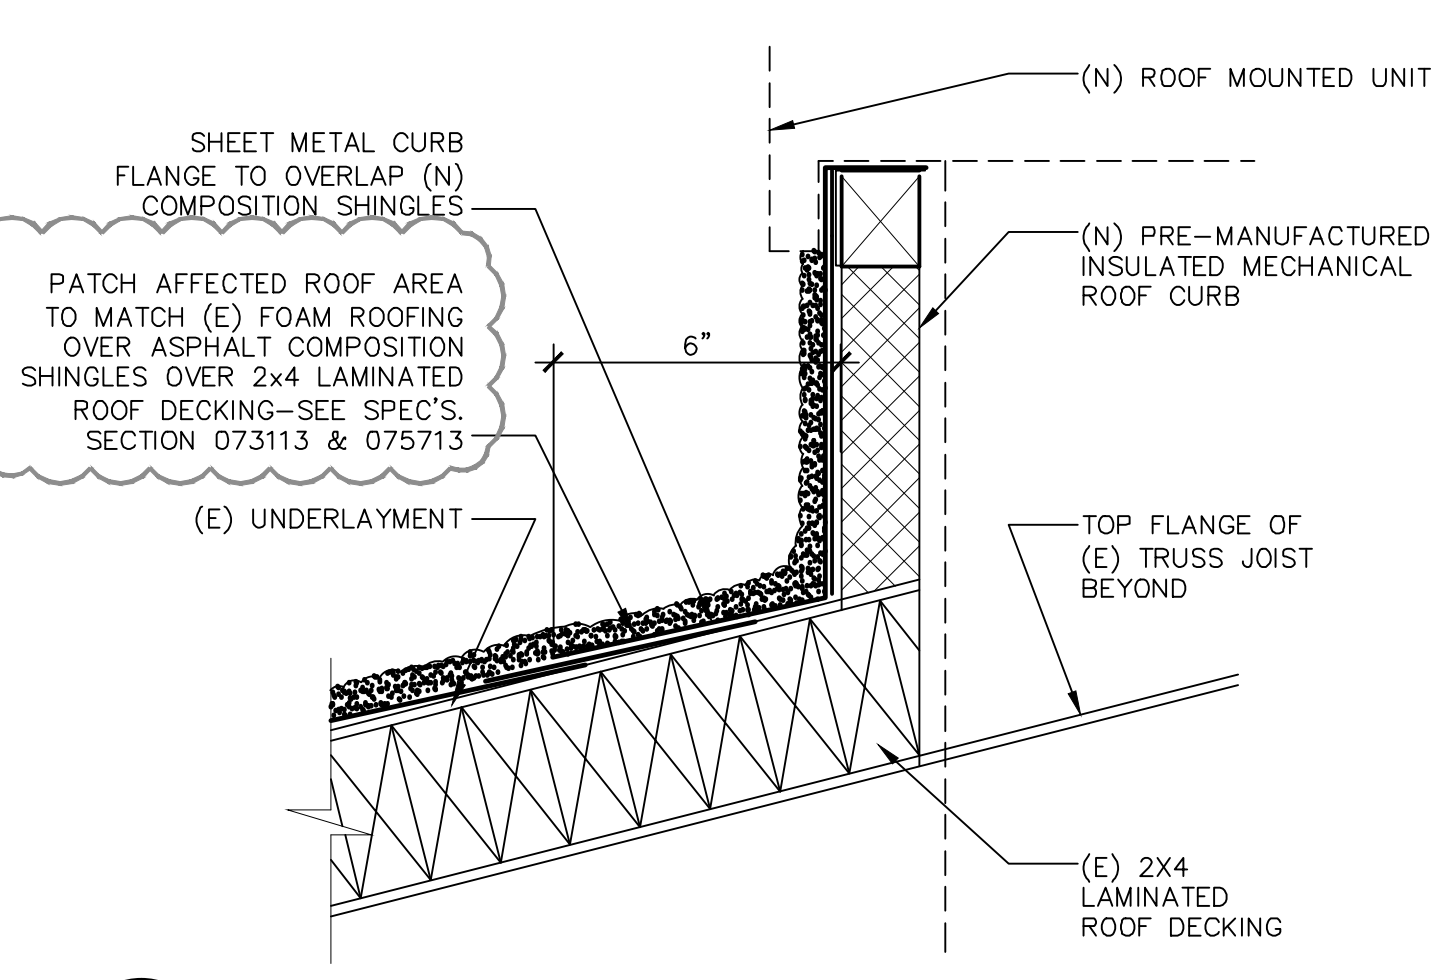 SHEET METAL CURB
FLANGE TO OVERLAP (N)
COMPOSITION SHINGLES
PATCH AFFECTED ROOF AREA
TO MATCH (E) FOAM ROOFING
OVER ASPHALT COMPOSITION
SHINGLES OVER 2x4 LAMINATED
ROOF DECKING–SEE SPEC'S.
SECTION 073113 & 075713
(E) UNDERLAYMENT
6"
(N) ROOF MOUNTED UNIT
(N) PRE–MANUFACTURED
INSULATED MECHANICAL
ROOF CURB
TOP FLANGE OF
(E) TRUSS JOIST
BEYOND
(E) 2X4
LAMINATED
ROOF DECKING